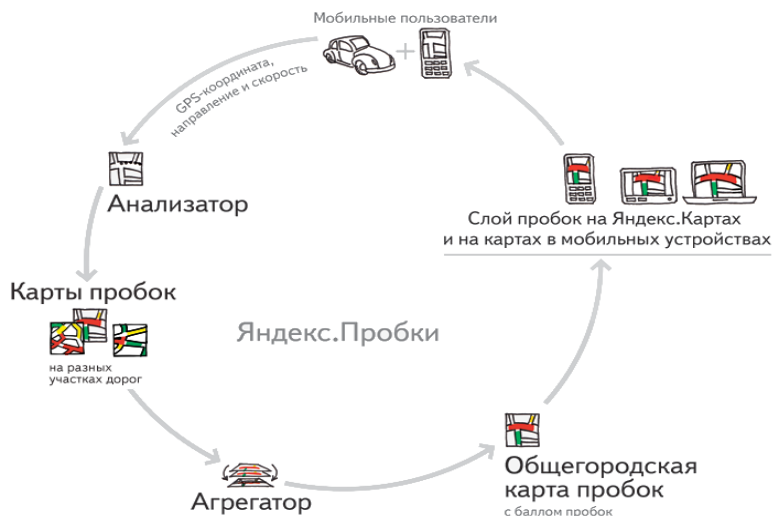 Мобильные пользователи
GPS-координата,
направление и скорость
Анализатор
Карты пробок
на разных
участках дорог
Агрегатор
Общегородская
карта пробок
с баллом пробок
Слой пробок на Яндекс.Картах
и на картах в мобильных устройствах
Яндекс.Пробки